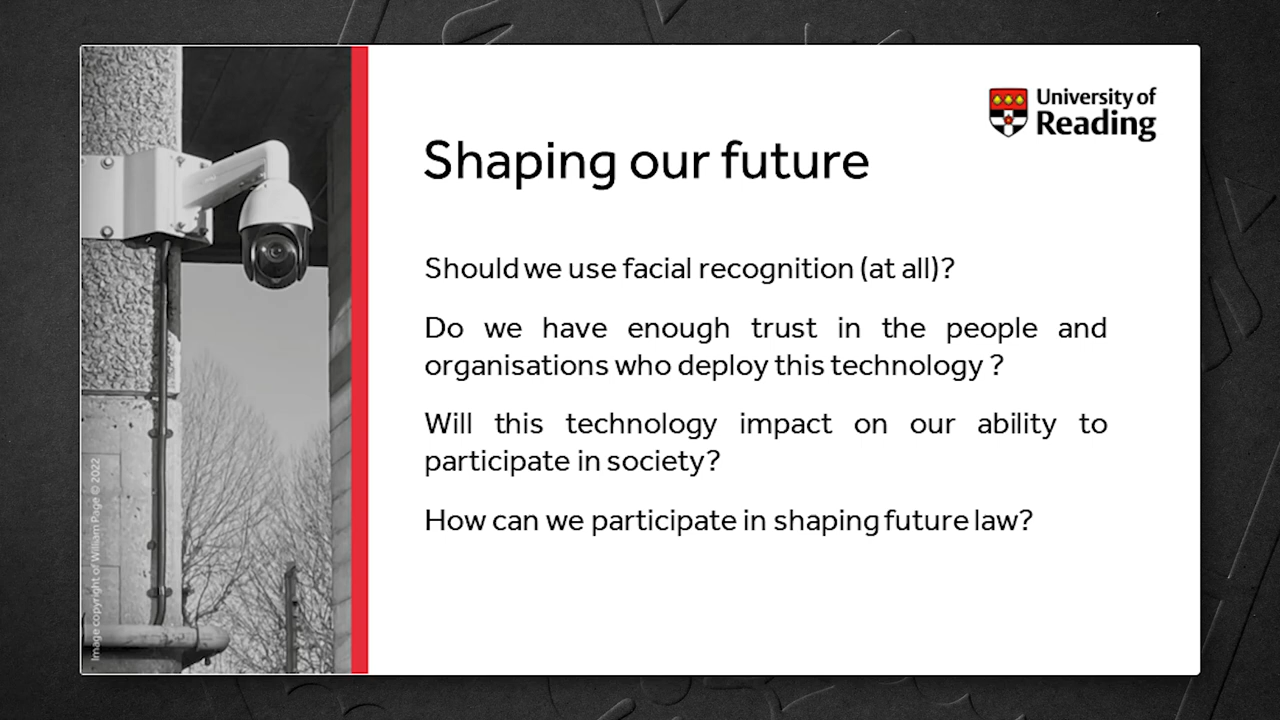 University of
Reading
Shaping our future
Should we use facial recognition (at all)?
Do we have enough trust in the people and
organisations who deploy this technology ?
Will this technology impact on our ability to
participate in society?
How can we participate in shaping future law?
Image copyright of William Page © 2022